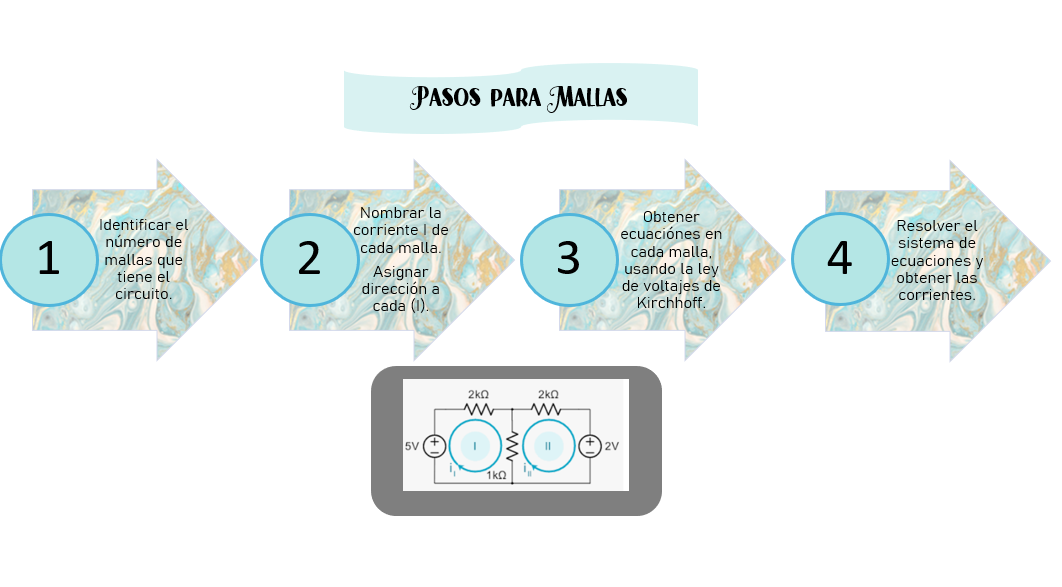 Pasos para Mallas
1
Identificar el
número de
mallas que
tiene el
circuito.
2
Nombrar la
corriente I de
cada malla.
Asignar
dirección a
cada (I).
3
Obtener
ecuaciónes en
cada malla,
usando la ley
de voltajes de
Kirchhoff.
4
Resolver el
sistema de
ecuaciones y
obtener las
corrientes.
2kΩ 2kΩ
5V + − I II + − 2V
i_I 1kΩ i_II